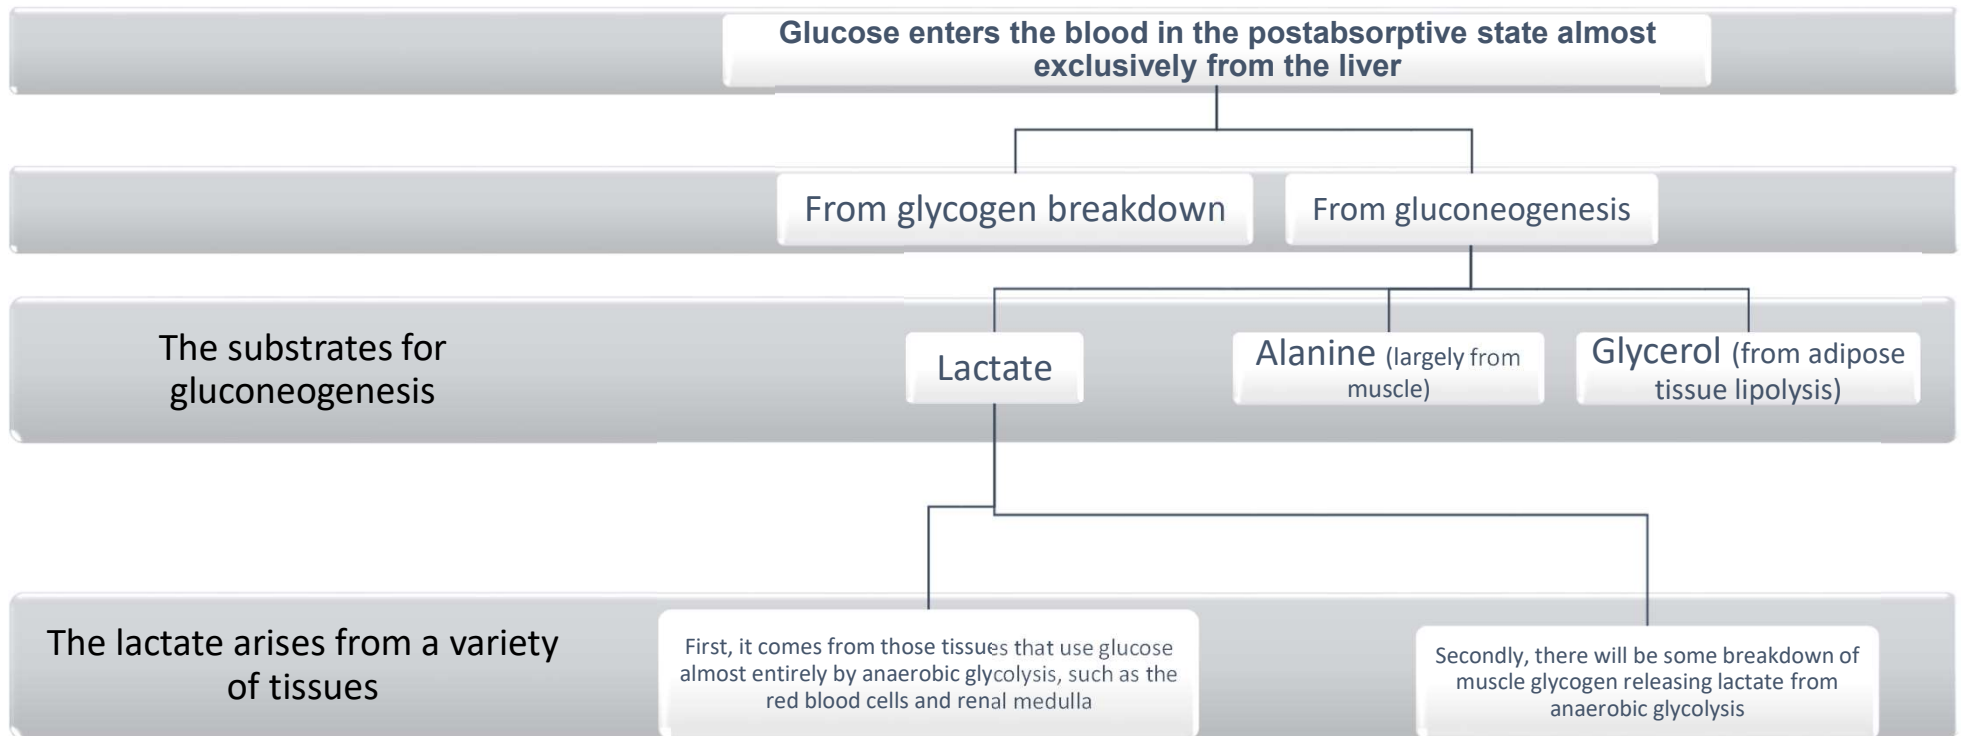 Glucose enters the blood in the postabsorptive state almost
exclusively from the liver
From glycogen breakdown
From gluconeogenesis
The substrates for
gluconeogenesis
Lactate
Alanine (largely from
muscle)
Glycerol (from adipose
tissue lipolysis)
The lactate arises from a variety
of tissues
First, it comes from those tissues that use glucose
almost entirely by anaerobic glycolysis, such as the
red blood cells and renal medulla
Secondly, there will be some breakdown of
muscle glycogen releasing lactate from
anaerobic glycolysis